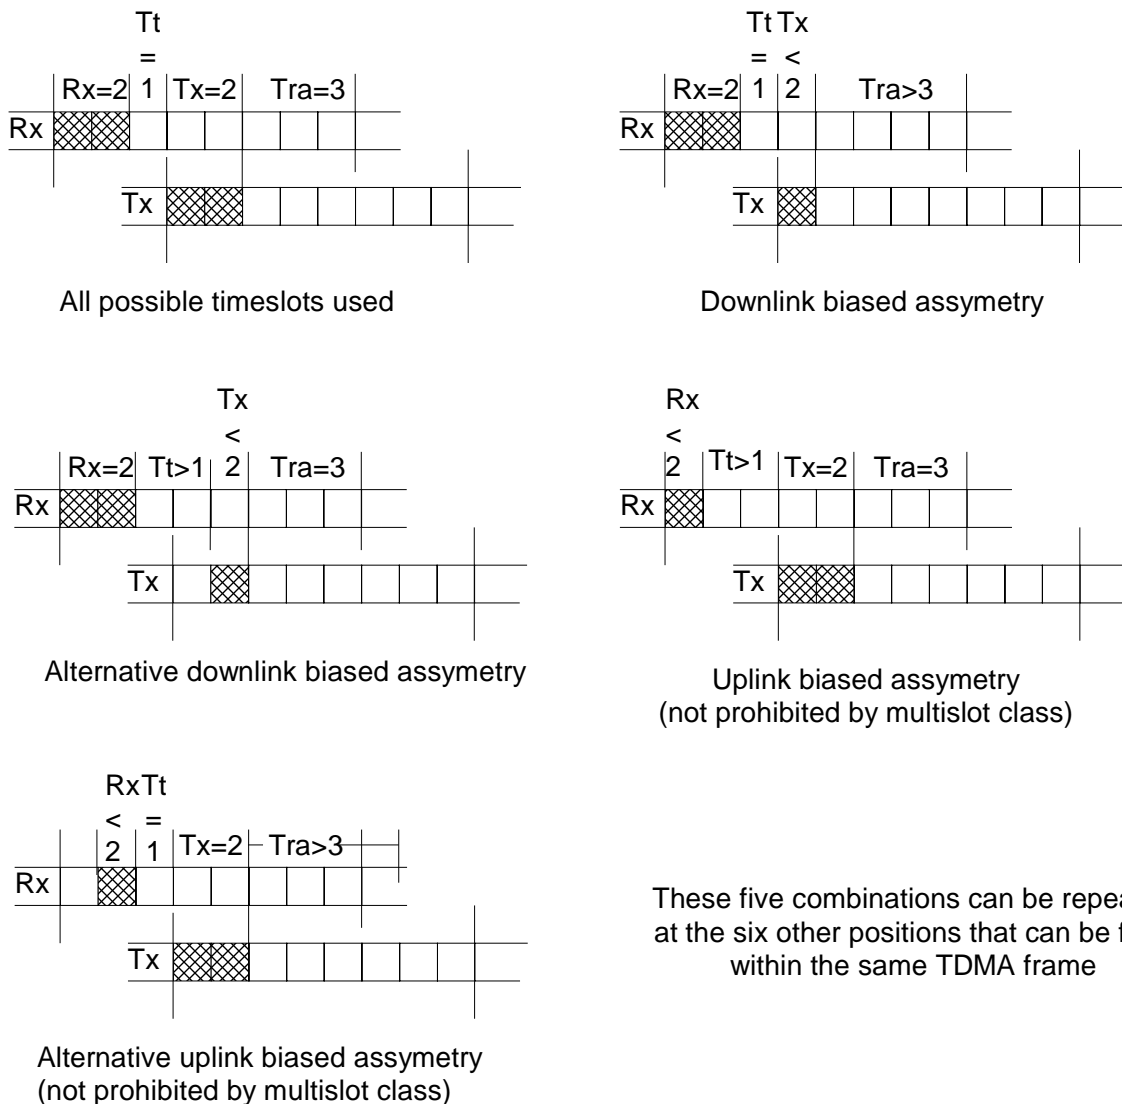 Tt
=
Rx=2 1 Tx=2 Tra=3
Rx
Tx
All possible timeslots used
Tt Tx
= <
Rx=2 1 2 Tra>3
Rx
Tx
Downlink biased assymetry
Tx
<
Rx=2 Tt>1 2 Tra=3
Rx
Tx
Alternative downlink biased assymetry
Rx
<
2 Tt>1 Tx=2 Tra=3
Rx
Tx
Uplink biased assymetry
(not prohibited by multislot class)
RxTt
< =
2 1 Tx=2 Tra>3
Rx
Tx
Alternative uplink biased assymetry
(not prohibited by multislot class)
These five combinations can be
at the six other positions that can be
within the same TDMA frame